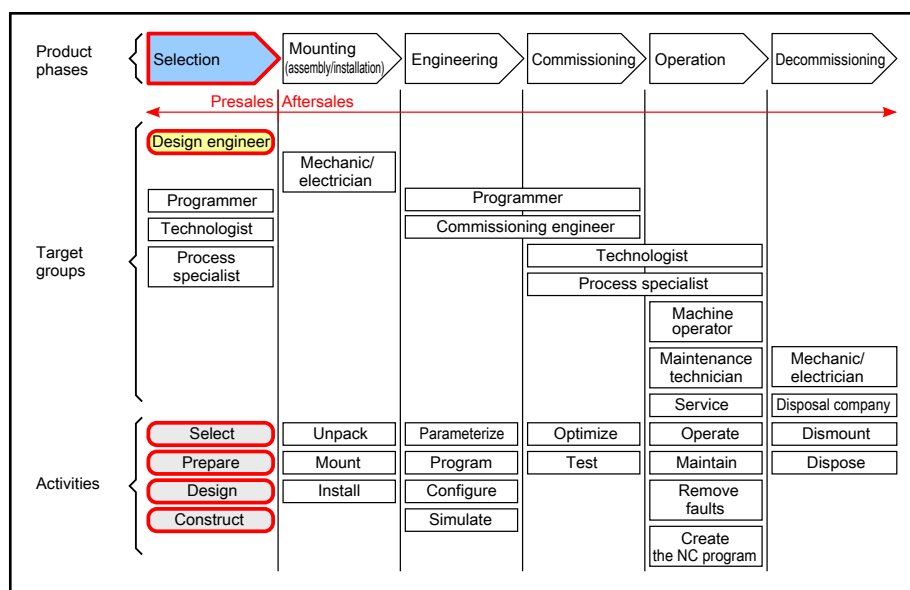 Product
phases
Selection
Mounting
(assembly/installation)
Engineering
Commissioning
Operation
Decommissioning
Presales
Aftersales
Target
groups
Design engineer
Mechanic/
electrician
Programmer
Programmer
Technologist
Commissioning engineer
Process
specialist
Technologist
Process specialist
Machine
operator
Maintenance
technician
Mechanic/
electrician
Service
Disposal company
Activities
Select
Unpack
Parameterize
Optimize
Operate
Dismount
Prepare
Mount
Program
Test
Maintain
Dispose
Design
Install
Configure
Remove
faults
Construct
Simulate
Create
the NC program